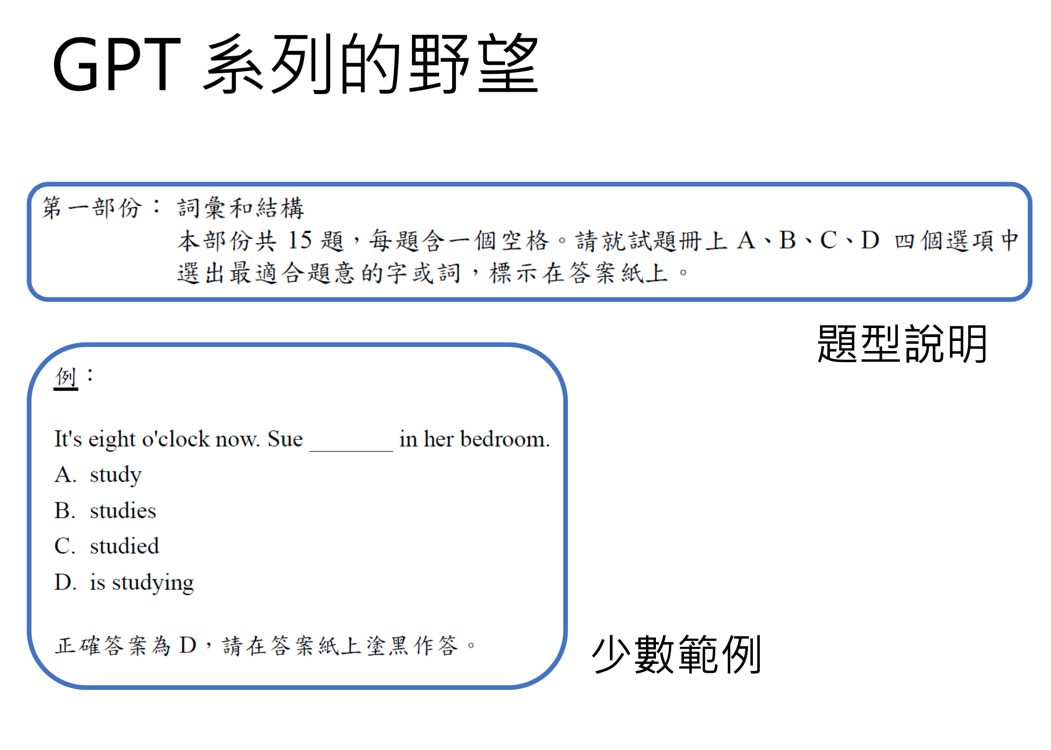 GPT 系列的野望
第一部份： 詞彙和結構
本部份共 15 題，每題含一個空格。請就試題冊上 A、B、C、D 四個選項中
選出最適合題意的字或詞，標示在答案紙上。
題型說明
例：
It's eight o'clock now. Sue _______ in her bedroom.
A. study
B. studies
C. studied
D. is studying
正確答案為 D，請在答案紙上塗黑作答。
少數範例